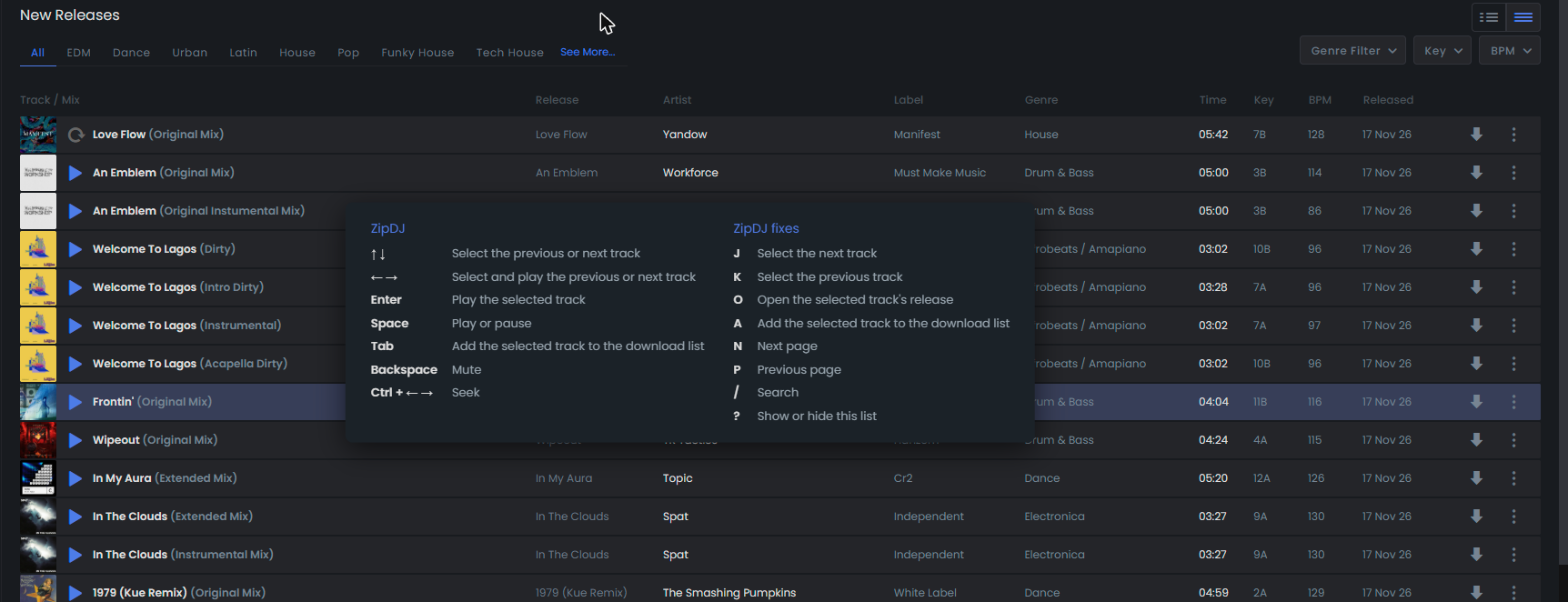 New Releases
All EDM Dance Urban Latin House Pop Funky House Tech House See More...
Genre Filter Key BPM
Track / Mix Release Artist Label Genre Time Key BPM Released
Love Flow (Original Mix) Love Flow Yandow Manifest House 05:42 7B 128 17 Nov 26
An Emblem (Original Mix) An Emblem Workforce Must Make Music Drum & Bass 05:00 3B 114 17 Nov 26
An Emblem (Original Instumental Mix) um & Bass 05:00 3B 86 17 Nov 26
Welcome To Lagos (Dirty) robeats / Amapiano 03:02 10B 96 17 Nov 26
Welcome To Lagos (Intro Dirty) robeats / Amapiano 03:28 7A 96 17 Nov 26
Welcome To Lagos (Instrumental) robeats / Amapiano 03:02 7A 97 17 Nov 26
Welcome To Lagos (Acapella Dirty) robeats / Amapiano 03:02 10B 96 17 Nov 26
Frontin' (Original Mix) um & Bass 04:04 11B 116 17 Nov 26
Wipeout (Original Mix) um & Bass 04:24 4A 115 17 Nov 26
In My Aura (Extended Mix) In My Aura Topic Cr2 Dance 05:20 12A 126 17 Nov 26
In The Clouds (Extended Mix) In The Clouds Spat Independent Electronica 03:27 9A 130 17 Nov 26
In The Clouds (Instrumental Mix) In The Clouds Spat Independent Electronica 03:27 9A 130 17 Nov 26
1979 (Kue Remix) (Original Mix) 1979 (Kue Remix) The Smashing Pumpkins White Label Dance 04:59 2A 129 17 Nov 26
ZipDJ
↑↓ Select the previous or next track
←→ Select and play the previous or next track
Enter Play the selected track
Space Play or pause
Tab Add the selected track to the download list
Backspace Mute
Ctrl + ←→ Seek
ZipDJ fixes
J Select the next track
K Select the previous track
O Open the selected track's release
A Add the selected track to the download list
N Next page
P Previous page
/ Search
? Show or hide this list